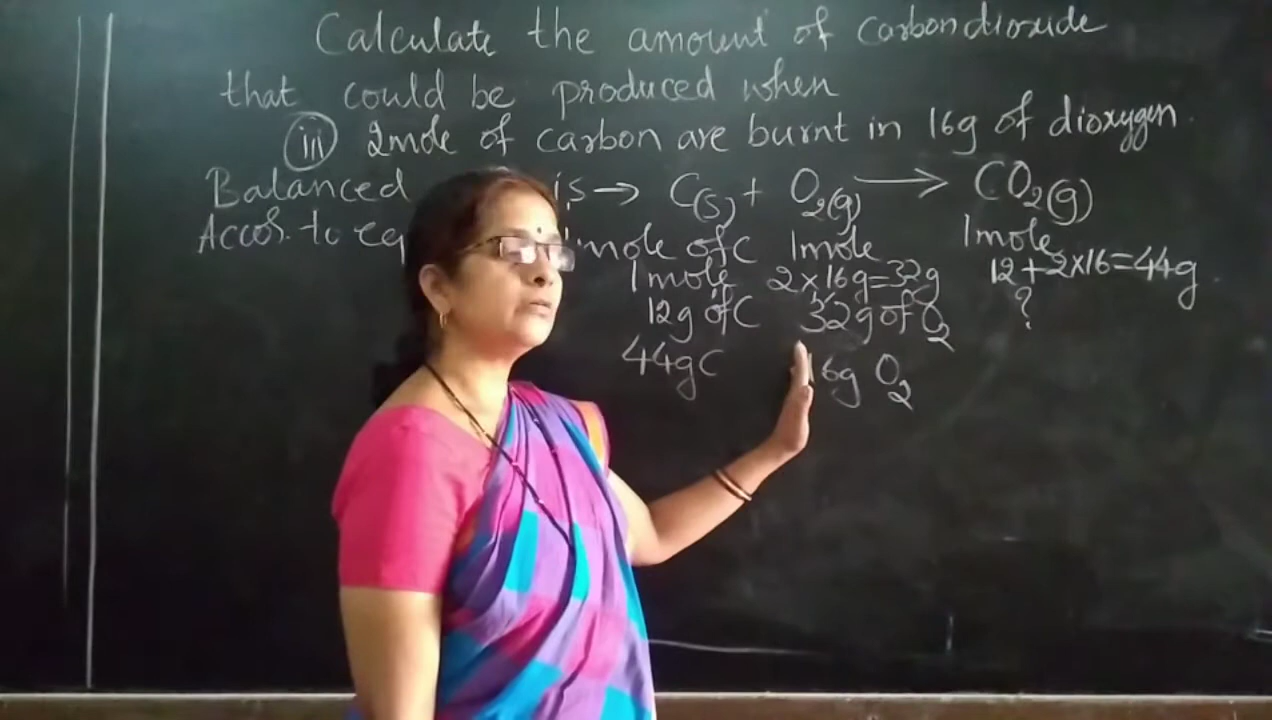 Calculate the amount of carbondioxide
that could be produced when
(iii) 2mole of carbon are burnt in 16g of dioxygen.
Balanced is → C(s) + O2(g) → CO2(g)
Accor. to eq 1mole of C 1mole 1mole
1mole 2×16g=32g 12+2×16=44g
12g of C 32g of O2 ?
44gC 16g O2